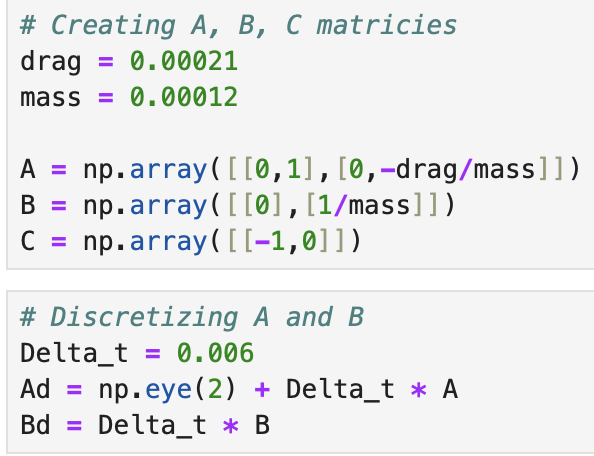 # Creating A, B, C matricies
drag = 0.00021
mass = 0.00012
A = np.array([[0,1],[0,-drag/mass]])
B = np.array([[0],[1/mass]])
C = np.array([[-1,0]])
# Discretizing A and B
Delta_t = 0.006
Ad = np.eye(2) + Delta_t * A
Bd = Delta_t * B